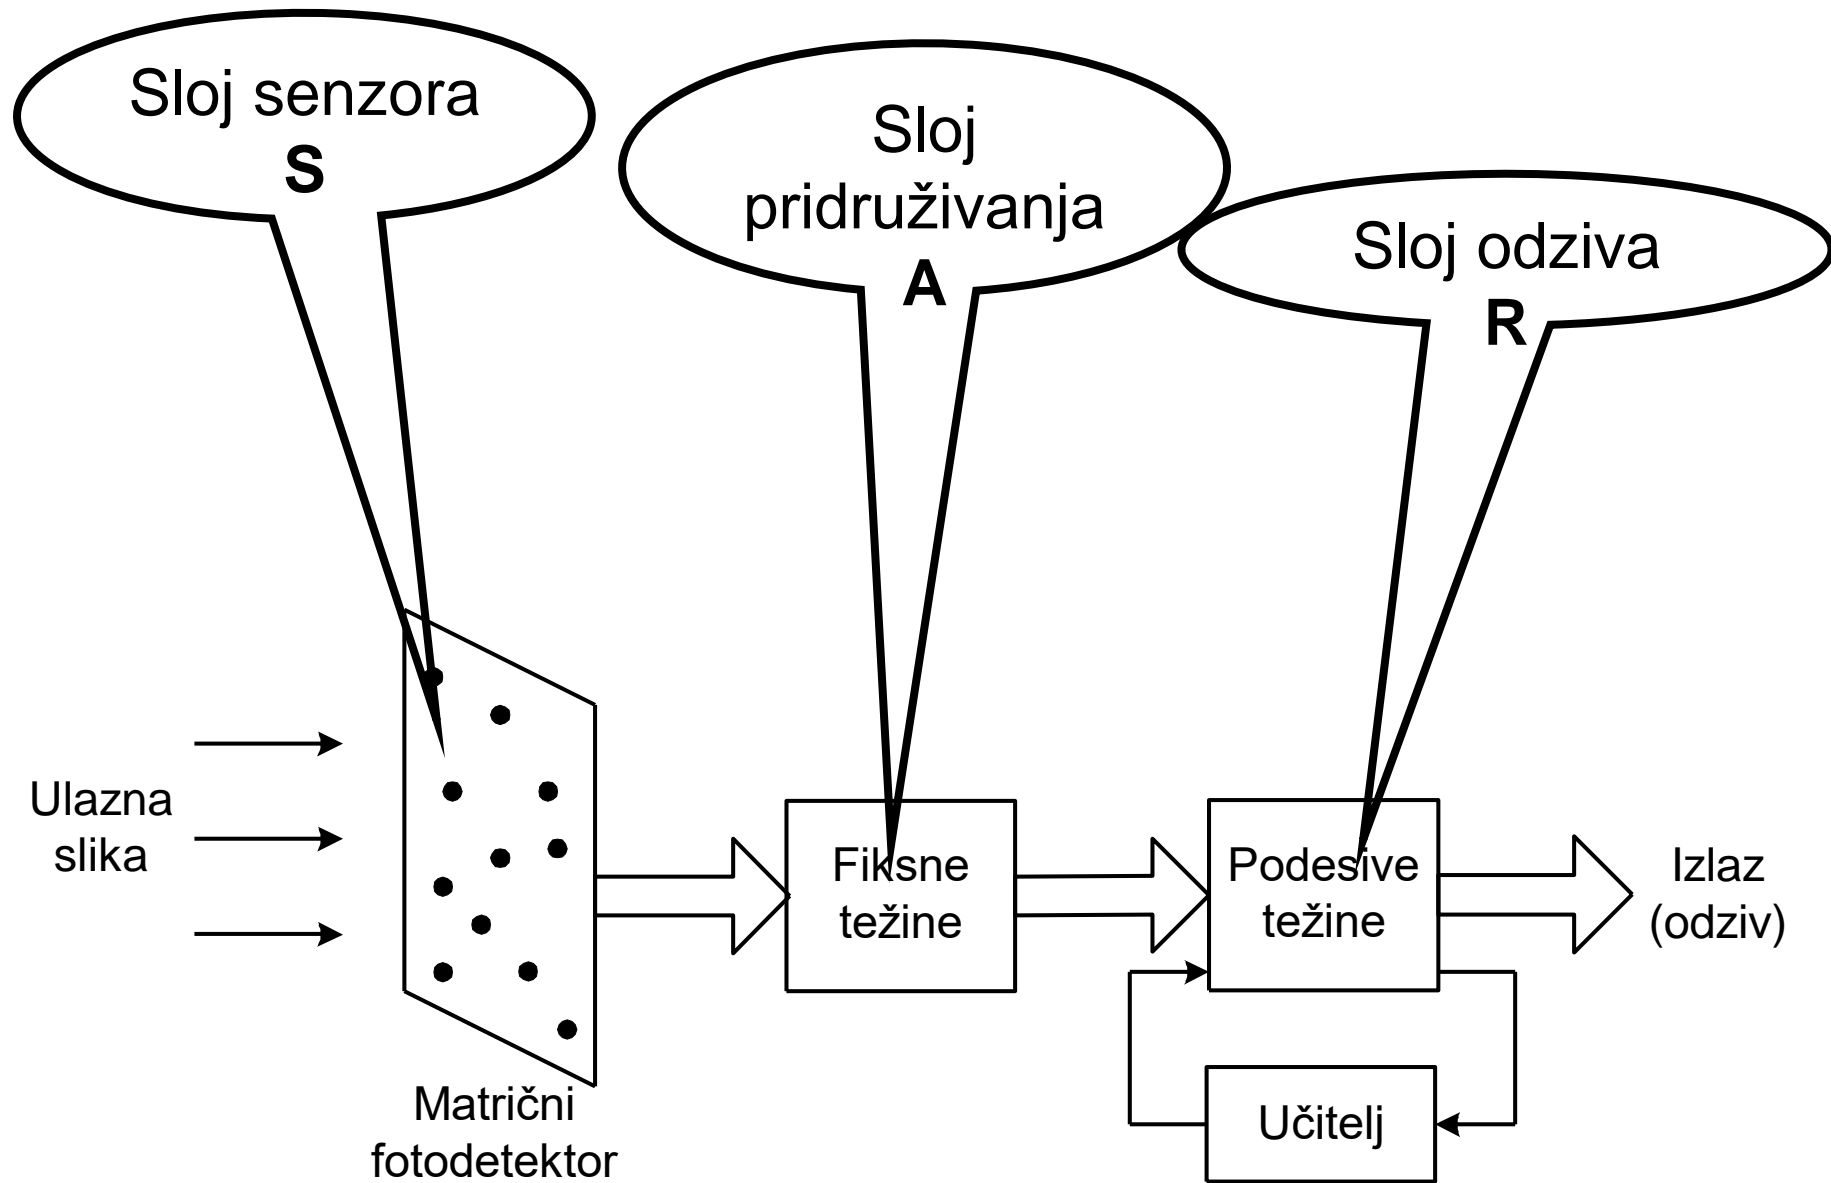 Sloj senzora
S
Sloj
pridruživanja
A
Sloj odziva
R
Ulazna
slika
Matrični
fotodetektor
Fiksne
težine
Podesive
težine
Izlaz
(odziv)
Učitelj